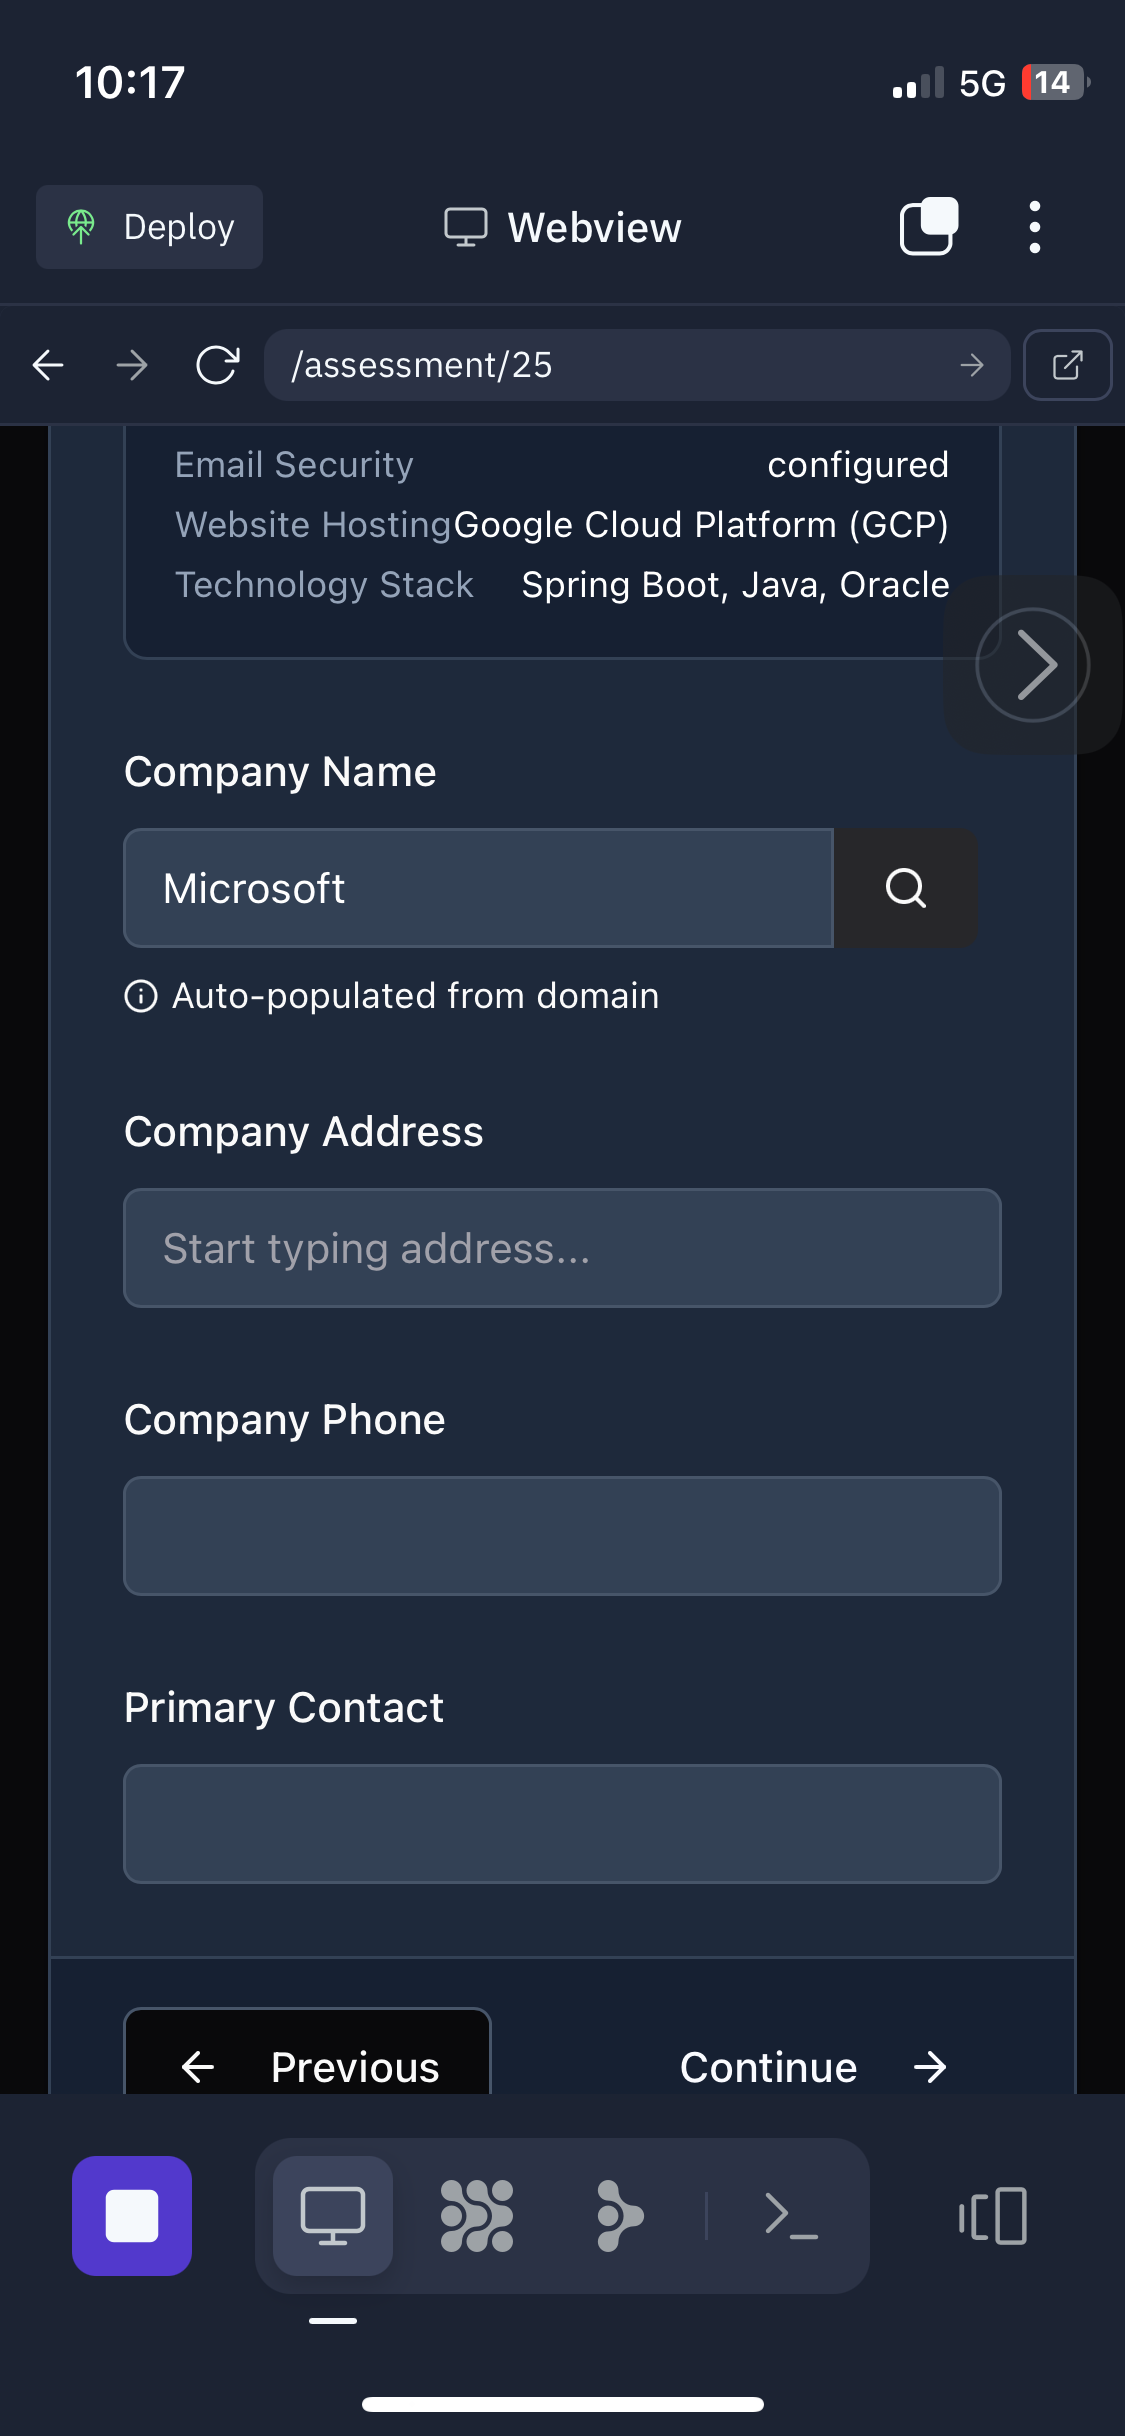 10:17
5G 14
Deploy
Webview
/assessment/25
Email Security configured
Website Hosting Google Cloud Platform (GCP)
Technology Stack Spring Boot, Java, Oracle
Company Name
Microsoft
Auto-populated from domain
Company Address
Start typing address...
Company Phone
Primary Contact
Previous
Continue